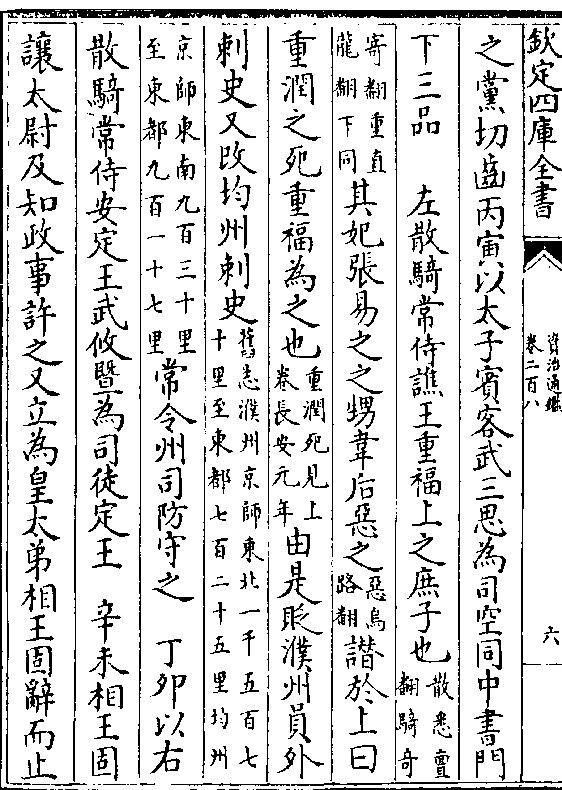 欽定四庫全書
資治通鑑
卷二百八
六
之黨切齒丙寅以太子賓客武三思為司空同中書門
下三品　左散騎常侍譙王重福上之庶子也散悉亶
翻騎奇
寄翻重直
龍翻下同其妃張易之之甥韋后惡之惡烏
路翻譖於上曰
重潤之死重福為之也重潤死見上
卷長安元年由是貶濮州員外
刺史又改均州刺史舊志濮州京師東北一千五百七
十里至東都七百二十五里均州
京師東南九百三十里
至東都九百一十七里常令州司防守之　丁卯以右
散騎常侍安定王武攸暨為司徒定王　辛未相王固
讓太尉及知政事許之又立為皇太弟相王固辭而止